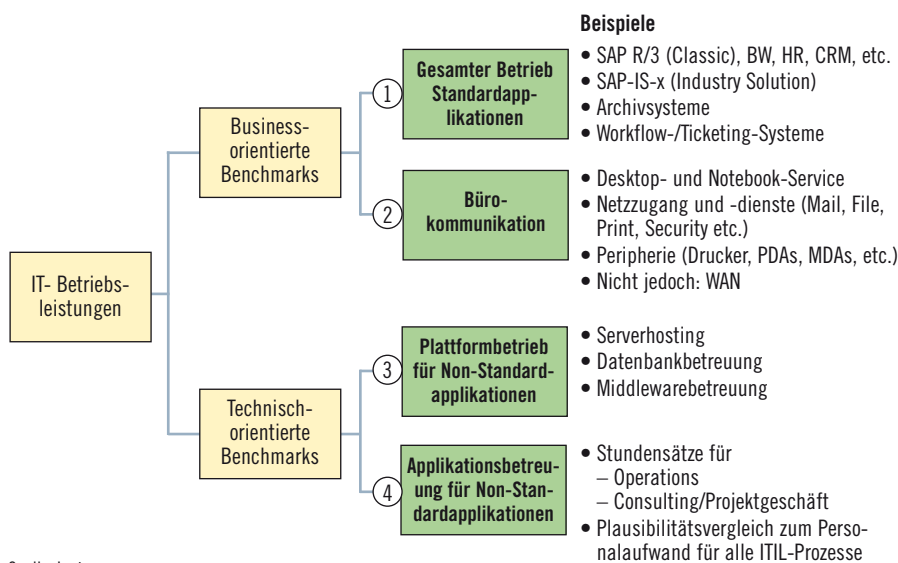 Beispiele
IT- Betriebs-
leistungen
Business-
orientierte
Benchmarks
1
Gesamter Betrieb
Standardapp-
likationen
• SAP R/3 (Classic), BW, HR, CRM, etc.
• SAP-IS-x (Industry Solution)
• Archivsysteme
• Workflow-/Ticketing-Systeme
2
Büro-
kommunikation
• Desktop- und Notebook-Service
• Netzzugang und -dienste (Mail, File,
Print, Security etc.)
• Peripherie (Drucker, PDAs, MDAs, etc.)
• Nicht jedoch: WAN
Technisch-
orientierte
Benchmarks
3
Plattformbetrieb
für Non-Standard-
applikationen
• Serverhosting
• Datenbankbetreuung
• Middlewarebetreuung
4
Applikationsbetreu-
ung für Non-Stan-
dardapplikationen
• Stundensätze für
– Operations
– Consulting/Projektgeschäft
• Plausibilitätsvergleich zum Perso-
nalaufwand für alle ITIL-Prozesse